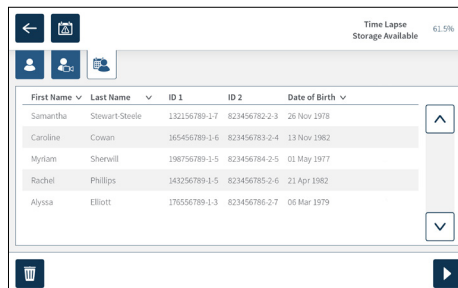 Time Lapse
Storage Available 61.5%
First Name Last Name ID 1 ID 2 Date of Birth
Samantha Stewart-Steele 132156789-1-7 823456782-2-3 26 Nov 1978
Caroline Cowan 165456789-1-6 823456783-2-4 13 Nov 1982
Myriam Sherwill 198756789-1-5 823456784-2-5 01 May 1977
Rachel Phillips 143256789-1-5 823456785-2-6 21 Apr 1982
Alyssa Elliott 176556789-1-3 823456786-2-7 06 Mar 1979